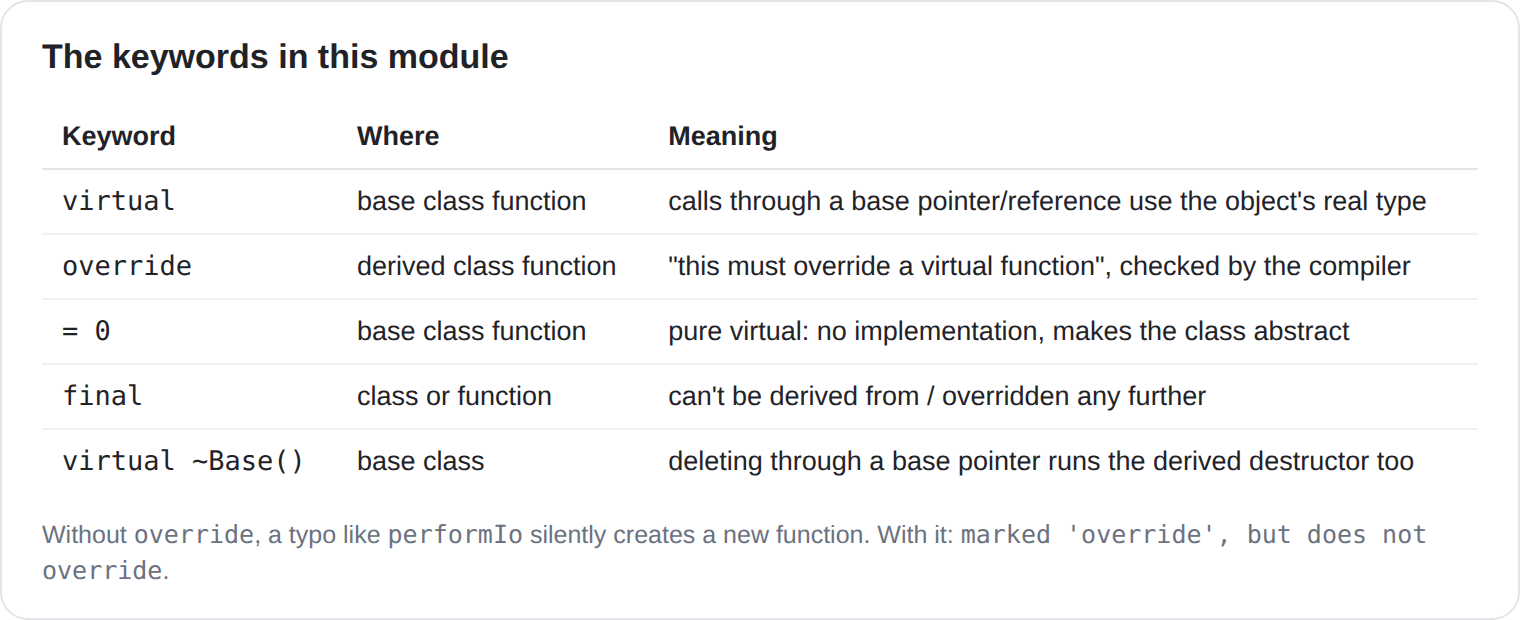 The keywords in this module
Keyword Where Meaning
virtual base class function calls through a base pointer/reference use the object's real type
override derived class function "this must override a virtual function", checked by the compiler
= 0 base class function pure virtual: no implementation, makes the class abstract
final class or function can't be derived from / overridden any further
virtual ~Base() base class deleting through a base pointer runs the derived destructor too
Without override, a typo like performIo silently creates a new function. With it: marked 'override', but does not
override.